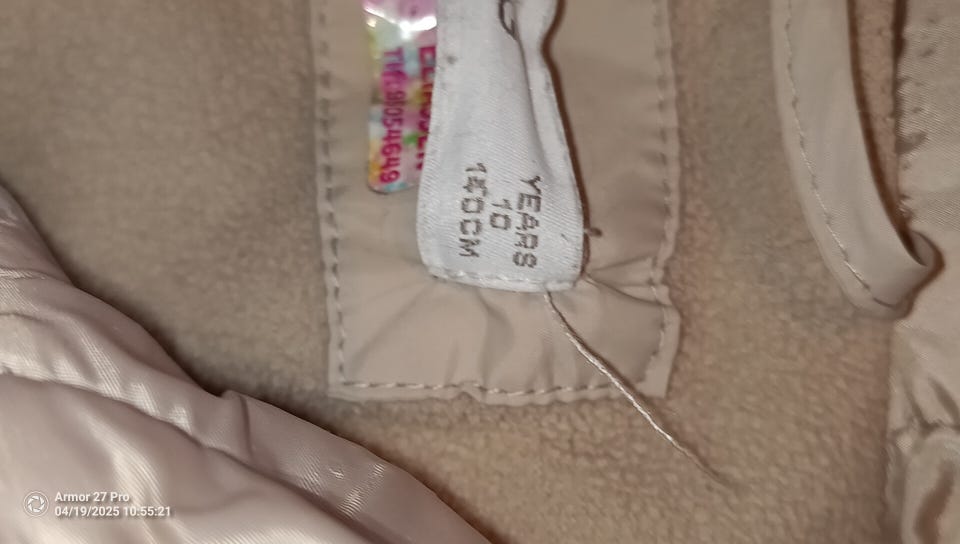 YEARS
10
140CM
Armor 27 Pro
04/19/2025 10:55:21